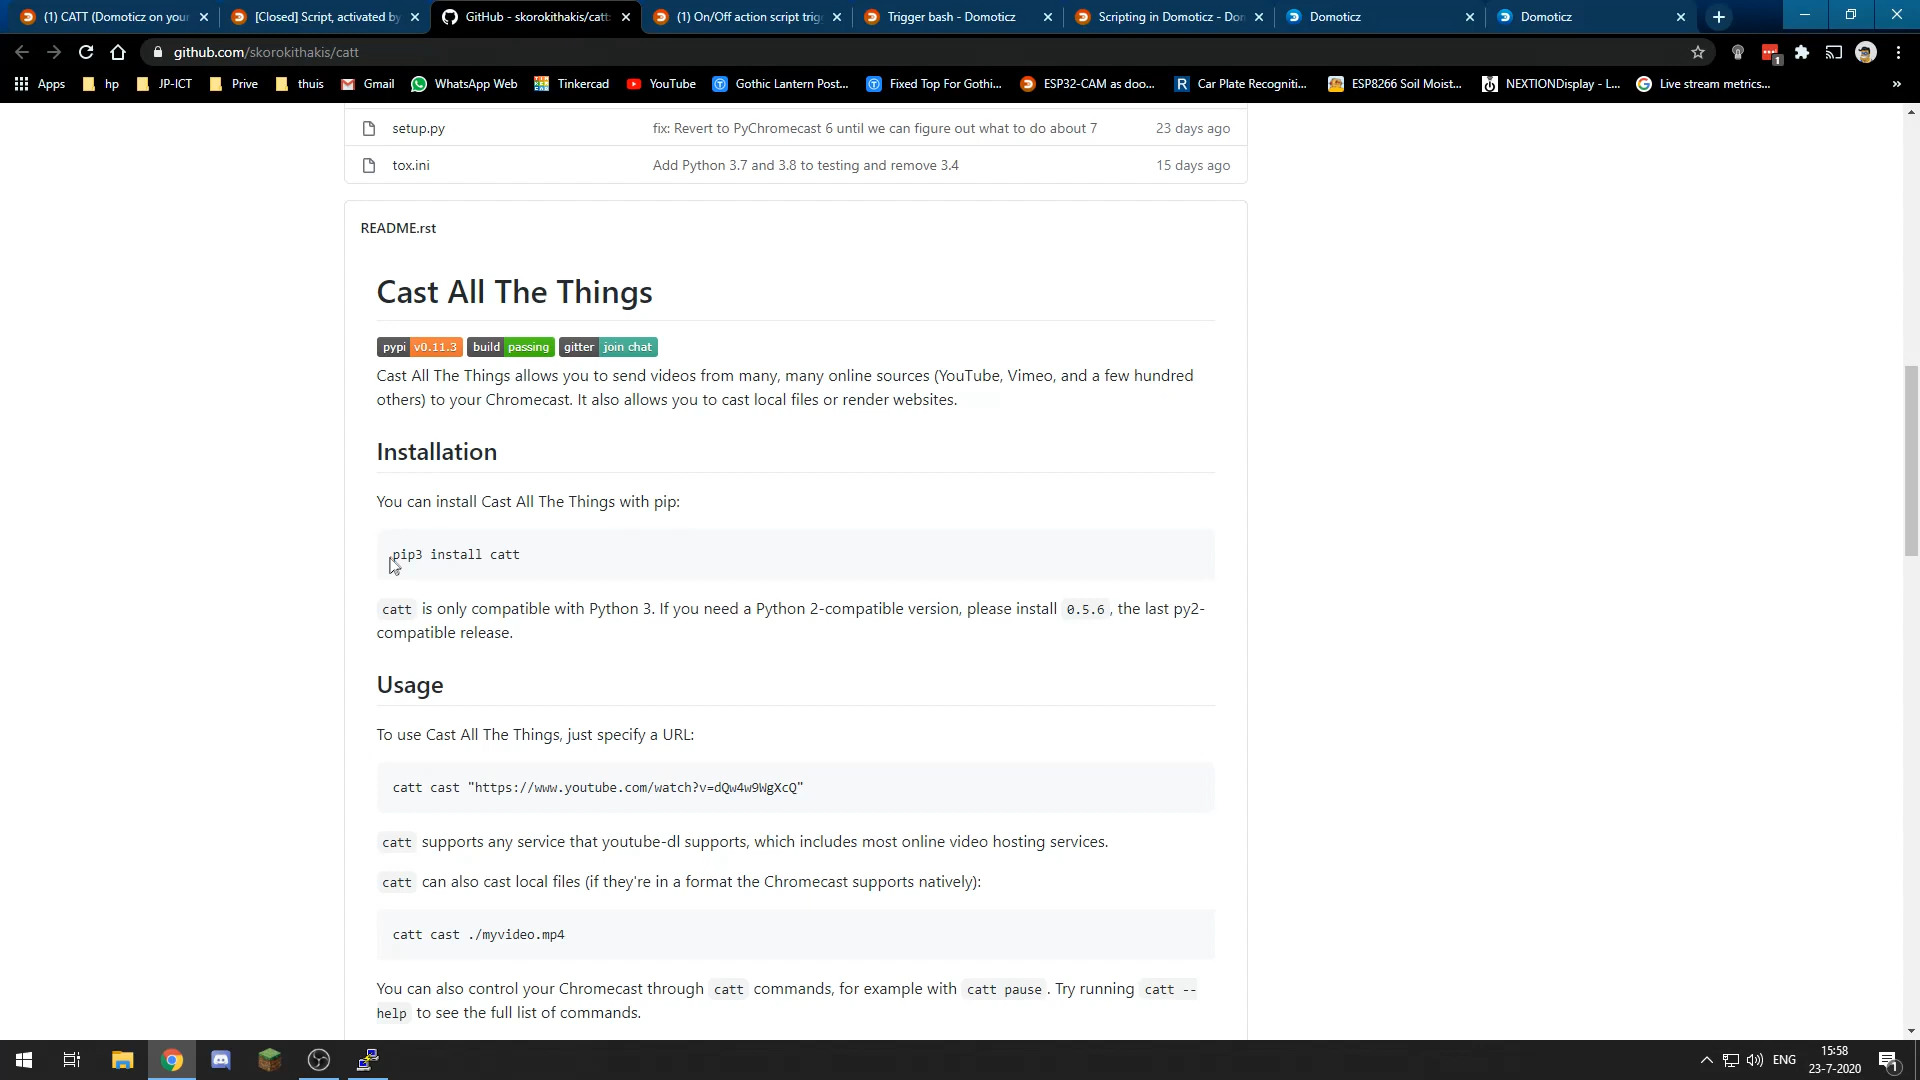 (1) CATT (Domoticz on your
[Closed] Script, activated by
GitHub - skorokithakis/catt:
(1) On/Off action script trig
Trigger bash - Domoticz
Scripting in Domoticz - Don
Domoticz
Domoticz
github.com/skorokithakis/catt
1
Apps
hp
JP-ICT
Prive
thuis
Gmail
WhatsApp Web
Tinkercad
YouTube
Gothic Lantern Post...
Fixed Top For Gothi...
ESP32-CAM as doo...
Car Plate Recogniti...
ESP8266 Soil Moist...
NEXTIONDisplay - L...
Live stream metrics...
»
setup.py fix: Revert to PyChromecast 6 until we can figure out what to do about 7 23 days ago
tox.ini Add Python 3.7 and 3.8 to testing and remove 3.4 15 days ago
README.rst
Cast All The Things
pypi v0.11.3 build passing gitter join chat
Cast All The Things allows you to send videos from many, many online sources (YouTube, Vimeo, and a few hundred
others) to your Chromecast. It also allows you to cast local files or render websites.
Installation
You can install Cast All The Things with pip:
pip3 install catt
catt is only compatible with Python 3. If you need a Python 2-compatible version, please install 0.5.6 , the last py2-
compatible release.
Usage
To use Cast All The Things, just specify a URL:
catt cast "https://www.youtube.com/watch?v=dQw4w9WgXcQ"
catt supports any service that youtube-dl supports, which includes most online video hosting services.
catt can also cast local files (if they're in a format the Chromecast supports natively):
catt cast ./myvideo.mp4
You can also control your Chromecast through catt commands, for example with catt pause . Try running catt --
help to see the full list of commands.
ENG
15:58
23-7-2020
1